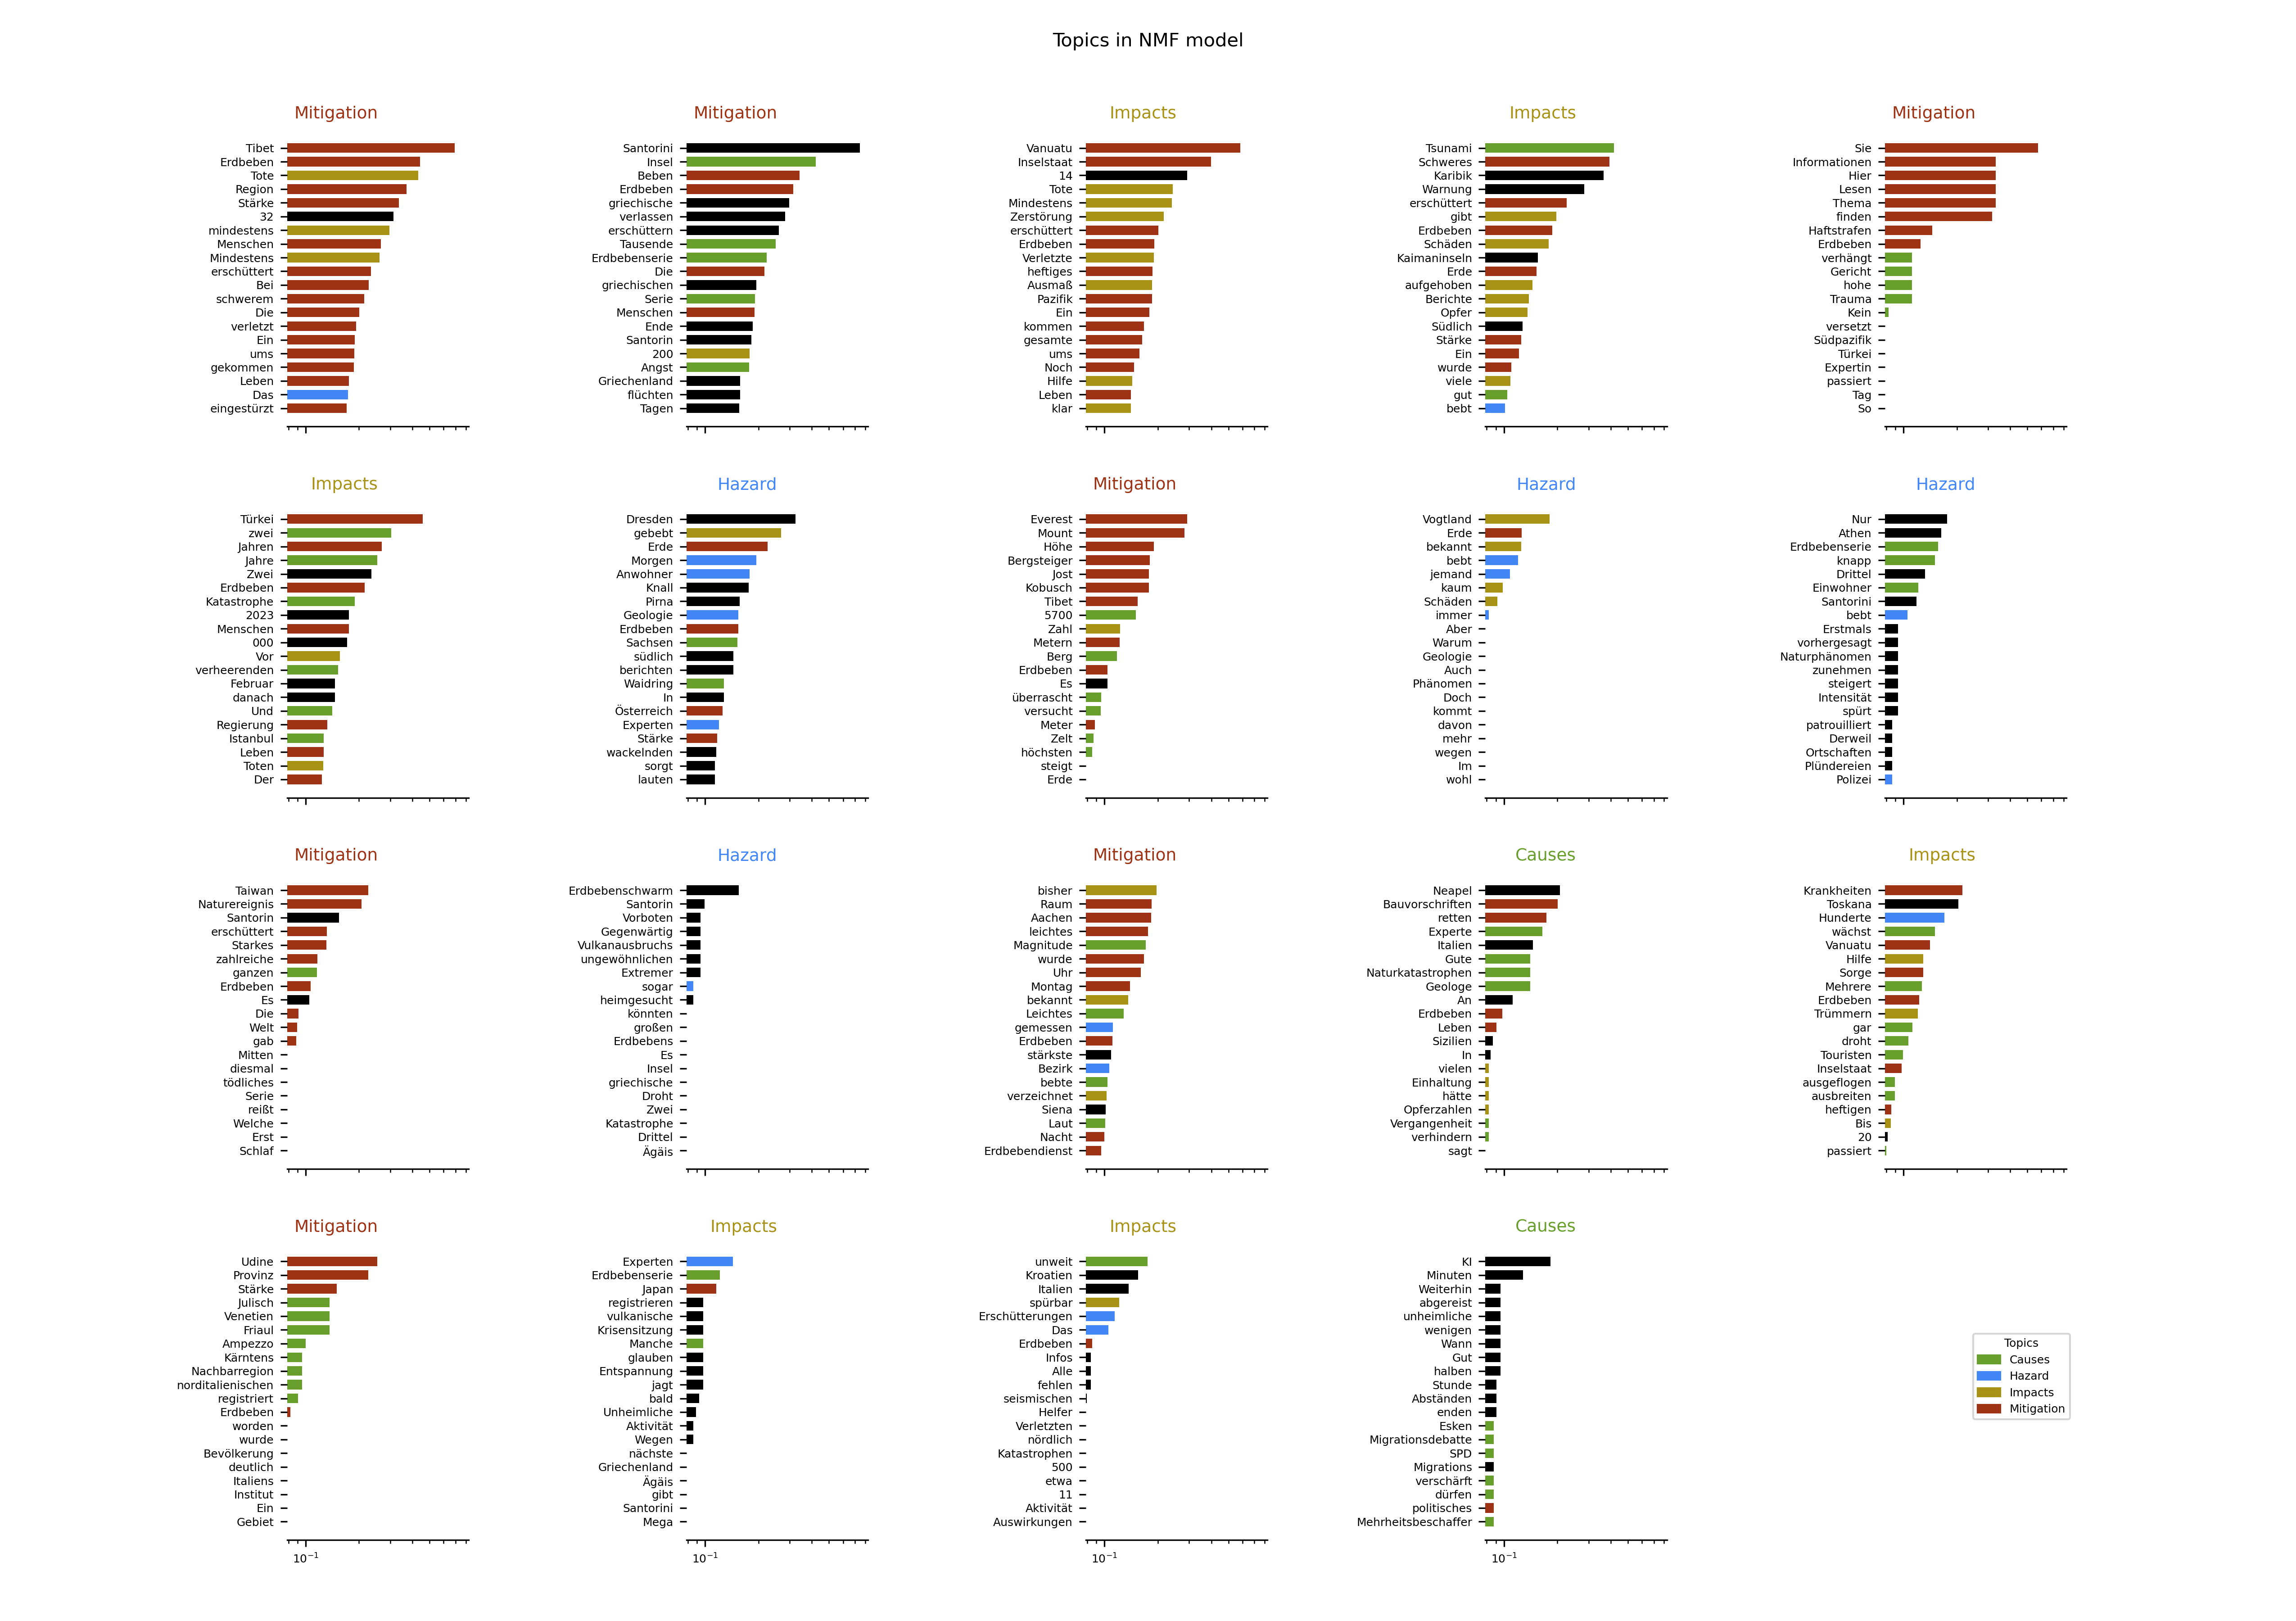 Topics in NMF model
Mitigation
Tibet
Erdbeben
Tote
Region
Stärke
32
mindestens
Menschen
Mindestens
erschüttert
Bei
schwerem
Die
verletzt
Ein
ums
gekommen
Leben
Das
eingestürzt
Mitigation
Santorini
Insel
Beben
Erdbeben
griechische
verlassen
erschüttern
Tausende
Erdbebenserie
Die
griechischen
Serie
Menschen
Ende
Santorin
200
Angst
Griechenland
flüchten
Tagen
Impacts
Vanuatu
Inselstaat
14
Tote
Mindestens
Zerstörung
erschüttert
Erdbeben
Verletzte
heftiges
Ausmaß
Pazifik
Ein
kommen
gesamte
ums
Noch
Hilfe
Leben
klar
Impacts
Tsunami
Schweres
Karibik
Warnung
erschüttert
gibt
Erdbeben
Schäden
Kaimaninseln
Erde
aufgehoben
Berichte
Opfer
Südlich
Stärke
Ein
wurde
viele
gut
bebt
Mitigation
Sie
Informationen
Hier
Lesen
Thema
finden
Haftstrafen
Erdbeben
verhängt
Gericht
hohe
Trauma
Kein
versetzt
Südpazifik
Türkei
Expertin
passiert
Tag
So
Impacts
Türkei
zwei
Jahren
Jahre
Zwei
Erdbeben
Katastrophe
2023
Menschen
000
Vor
verheerenden
Februar
danach
Und
Regierung
Istanbul
Leben
Toten
Der
Hazard
Dresden
gebebt
Erde
Morgen
Anwohner
Knall
Pirna
Geologie
Erdbeben
Sachsen
südlich
berichten
Waidring
In
Österreich
Experten
Stärke
wackelnden
sorgt
lauten
Mitigation
Everest
Mount
Höhe
Bergsteiger
Jost
Kobusch
Tibet
5700
Zahl
Metern
Berg
Erdbeben
Es
überrascht
versucht
Meter
Zelt
höchsten
steigt
Erde
Hazard
Vogtland
Erde
bekannt
bebt
jemand
kaum
Schäden
immer
Aber
Warum
Geologie
Auch
Phänomen
Doch
kommt
davon
mehr
wegen
Im
wohl
Hazard
Nur
Athen
Erdbebenserie
knapp
Drittel
Einwohner
Santorini
bebt
Erstmals
vorhergesagt
Naturphänomen
zunehmen
steigert
Intensität
spürt
patrouilliert
Derweil
Ortschaften
Plündereien
Polizei
Mitigation
Taiwan
Naturereignis
Santorin
erschüttert
Starkes
zahlreiche
ganzen
Erdbeben
Es
Die
Welt
gab
Mitten
diesmal
tödliches
Serie
reißt
Welche
Erst
Schlaf
Hazard
Erdbebenschwarm
Santorin
Vorboten
Gegenwärtig
Vulkanausbruchs
ungewöhnlichen
Extremer
sogar
heimgesucht
könnten
großen
Erdbebens
Es
Insel
griechische
Droht
Zwei
Katastrophe
Drittel
Ägäis
Mitigation
bisher
Raum
Aachen
leichtes
Magnitude
wurde
Uhr
Montag
bekannt
Leichtes
gemessen
Erdbeben
stärkste
Bezirk
bebte
verzeichnet
Siena
Laut
Nacht
Erdbebendienst
Causes
Neapel
Bauvorschriften
retten
Experte
Italien
Gute
Naturkatastrophen
Geologe
An
Erdbeben
Leben
Sizilien
In
vielen
Einhaltung
hätte
Opferzahlen
Vergangenheit
verhindern
sagt
Impacts
Krankheiten
Toskana
Hunderte
wächst
Vanuatu
Hilfe
Sorge
Mehrere
Erdbeben
Trümmern
gar
droht
Touristen
Inselstaat
ausgeflogen
ausbreiten
heftigen
Bis
20
passiert
Mitigation
Udine
Provinz
Stärke
Julisch
Venetien
Friaul
Ampezzo
Kärntens
Nachbarregion
norditalienischen
registriert
Erdbeben
worden
wurde
Bevölkerung
deutlich
Italiens
Institut
Ein
Gebiet
10⁻¹
Impacts
Experten
Erdbebenserie
Japan
registrieren
vulkanische
Krisensitzung
Manche
glauben
Entspannung
jagt
bald
Unheimliche
Aktivität
Wegen
nächste
Griechenland
Ägäis
gibt
Santorini
Mega
10⁻¹
Impacts
unweit
Kroatien
Italien
spürbar
Erschütterungen
Das
Erdbeben
Infos
Alle
fehlen
seismischen
Helfer
Verletzten
nördlich
Katastrophen
500
etwa
11
Aktivität
Auswirkungen
10⁻¹
Causes
KI
Minuten
Weiterhin
abgereist
unheimliche
wenigen
Wann
Gut
halben
Stunde
Abständen
enden
Esken
Migrationsdebatte
SPD
Migrations
verschärft
dürfen
politisches
Mehrheitsbeschaffer
10⁻¹
Topics
Causes
Hazard
Impacts
Mitigation